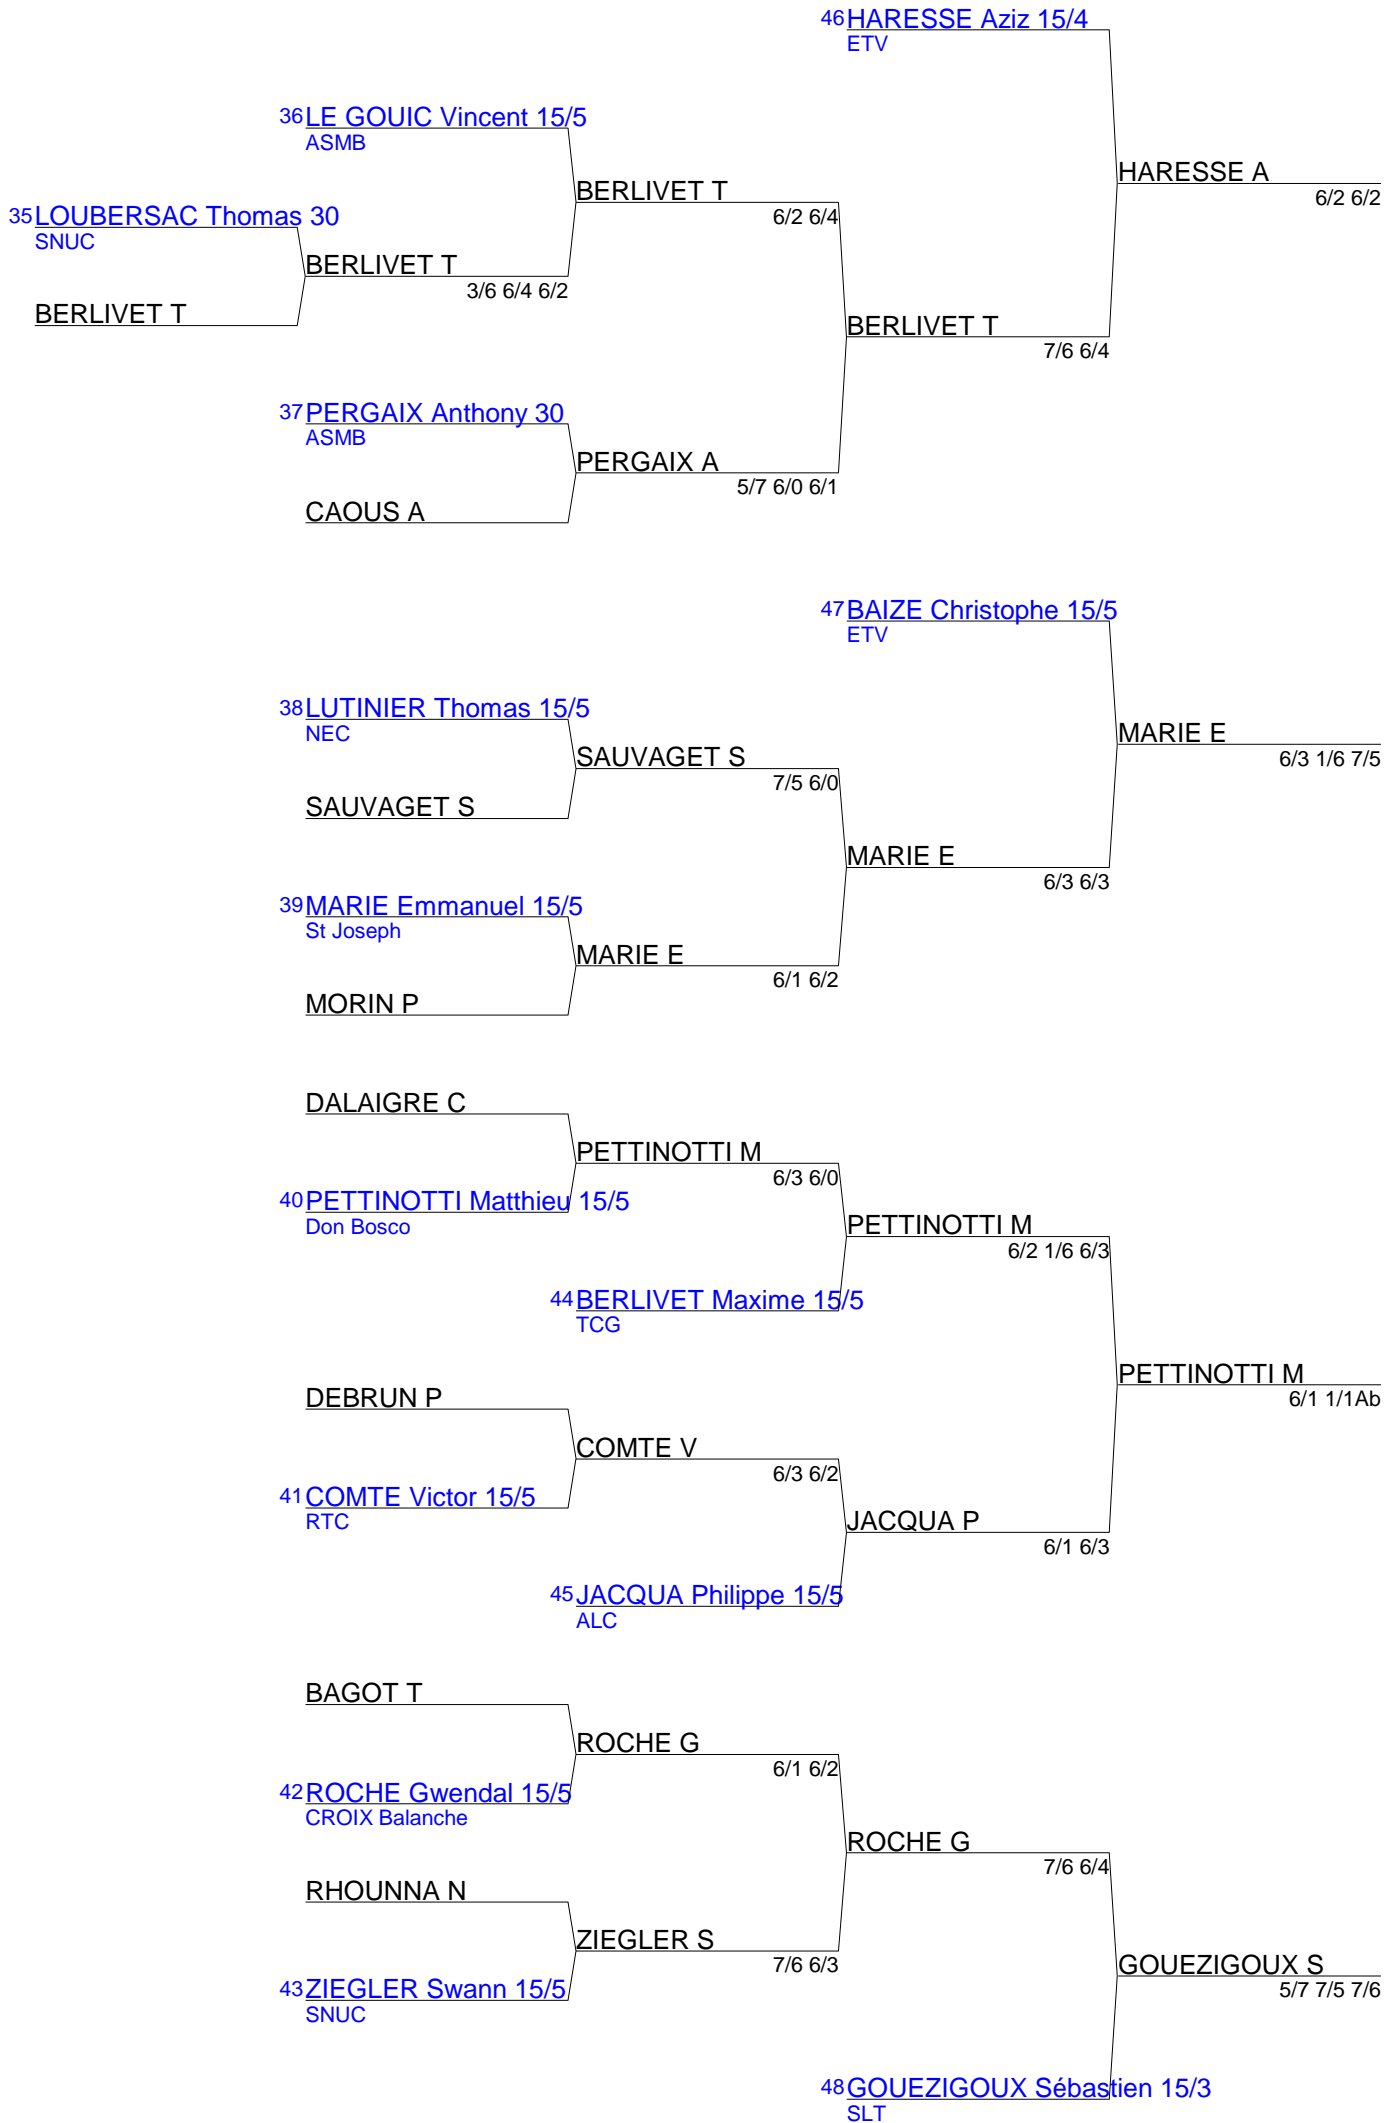 46 HARESSE Aziz 15/4
ETV
36 LE GOUIC Vincent 15/5
ASMB
HARESSE A
6/2 6/2
BERLIVET T
6/2 6/4
35 LOUBERSAC Thomas 30
SNUC
BERLIVET T
3/6 6/4 6/2
BERLIVET T
BERLIVET T
7/6 6/4
37 PERGAIX Anthony 30
ASMB
PERGAIX A
5/7 6/0 6/1
CAOUS A
47 BAIZE Christophe 15/5
ETV
38 LUTINIER Thomas 15/5
NEC
MARIE E
6/3 1/6 7/5
SAUVAGET S
7/5 6/0
SAUVAGET S
MARIE E
6/3 6/3
39 MARIE Emmanuel 15/5
St Joseph
MARIE E
6/1 6/2
MORIN P
DALAIGRE C
PETTINOTTI M
6/3 6/0
40 PETTINOTTI Matthieu 15/5
Don Bosco
PETTINOTTI M
6/2 1/6 6/3
44 BERLIVET Maxime 15/5
TCG
PETTINOTTI M
6/1 1/1Ab
DEBRUN P
COMTE V
6/3 6/2
41 COMTE Victor 15/5
RTC
JACQUA P
6/1 6/3
45 JACQUA Philippe 15/5
ALC
BAGOT T
ROCHE G
6/1 6/2
42 ROCHE Gwendal 15/5
CROIX Balanche
ROCHE G
7/6 6/4
RHOUNNA N
ZIEGLER S
7/6 6/3
GOUEZIGOUX S
5/7 7/5 7/6
43 ZIEGLER Swann 15/5
SNUC
48 GOUEZIGOUX Sébastien 15/3
SLT